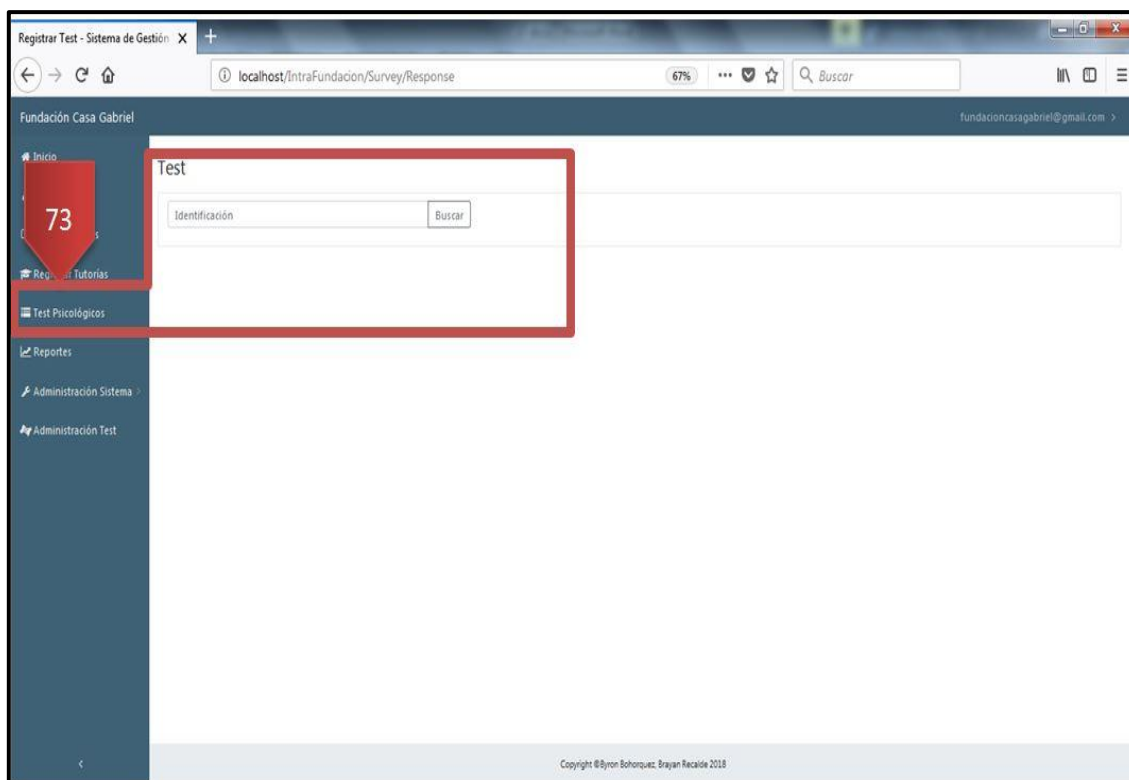 Registrar Test - Sistema de Gestión X +
localhost/IntraFundacion/Survey/Response 67% ... Buscar
Fundación Casa Gabriel fundacioncasagabriel@gmail.com >
Inicio
Test
73
Identificación Buscar
Tutorías
Test Psicológicos
Reportes
Administración Sistema >
Administración Test
Copyright ©Byron Bohorquez, Brayan Recalde 2018